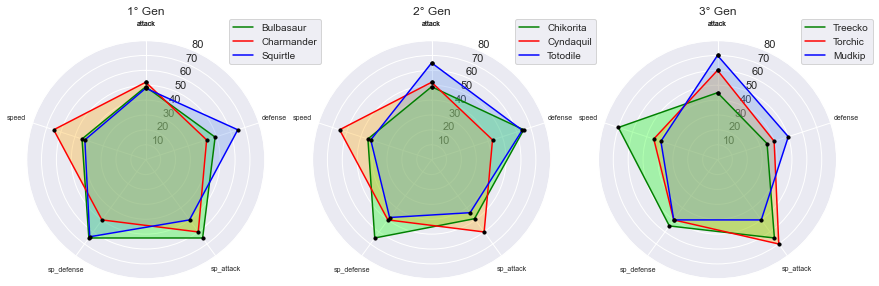 1° Gen
attack
80
70
60
50
40
30
20
10
speed
defense
sp_defense
sp_attack
Bulbasaur
Charmander
Squirtle
2° Gen
attack
80
70
60
50
40
30
20
10
speed
defense
sp_defense
sp_attack
Chikorita
Cyndaquil
Totodile
3° Gen
attack
80
70
60
50
40
30
20
10
speed
defense
sp_defense
sp_attack
Treecko
Torchic
Mudkip